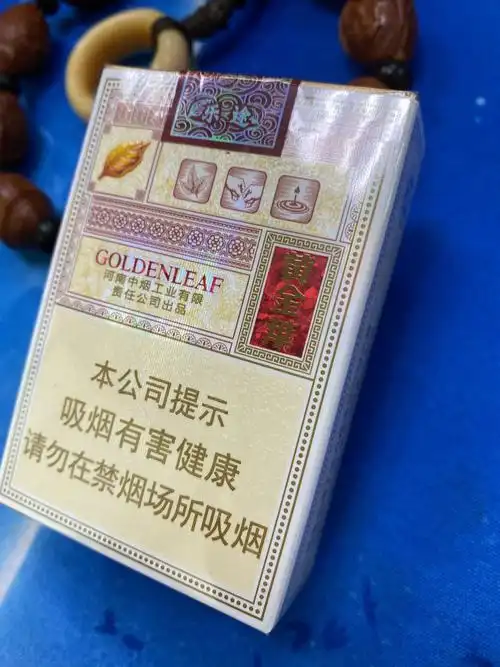 GOLDENLEAF
河南中烟工业有限
责任公司出品
黄金叶
本公司提示
吸烟有害健康
请勿在禁烟场所吸烟